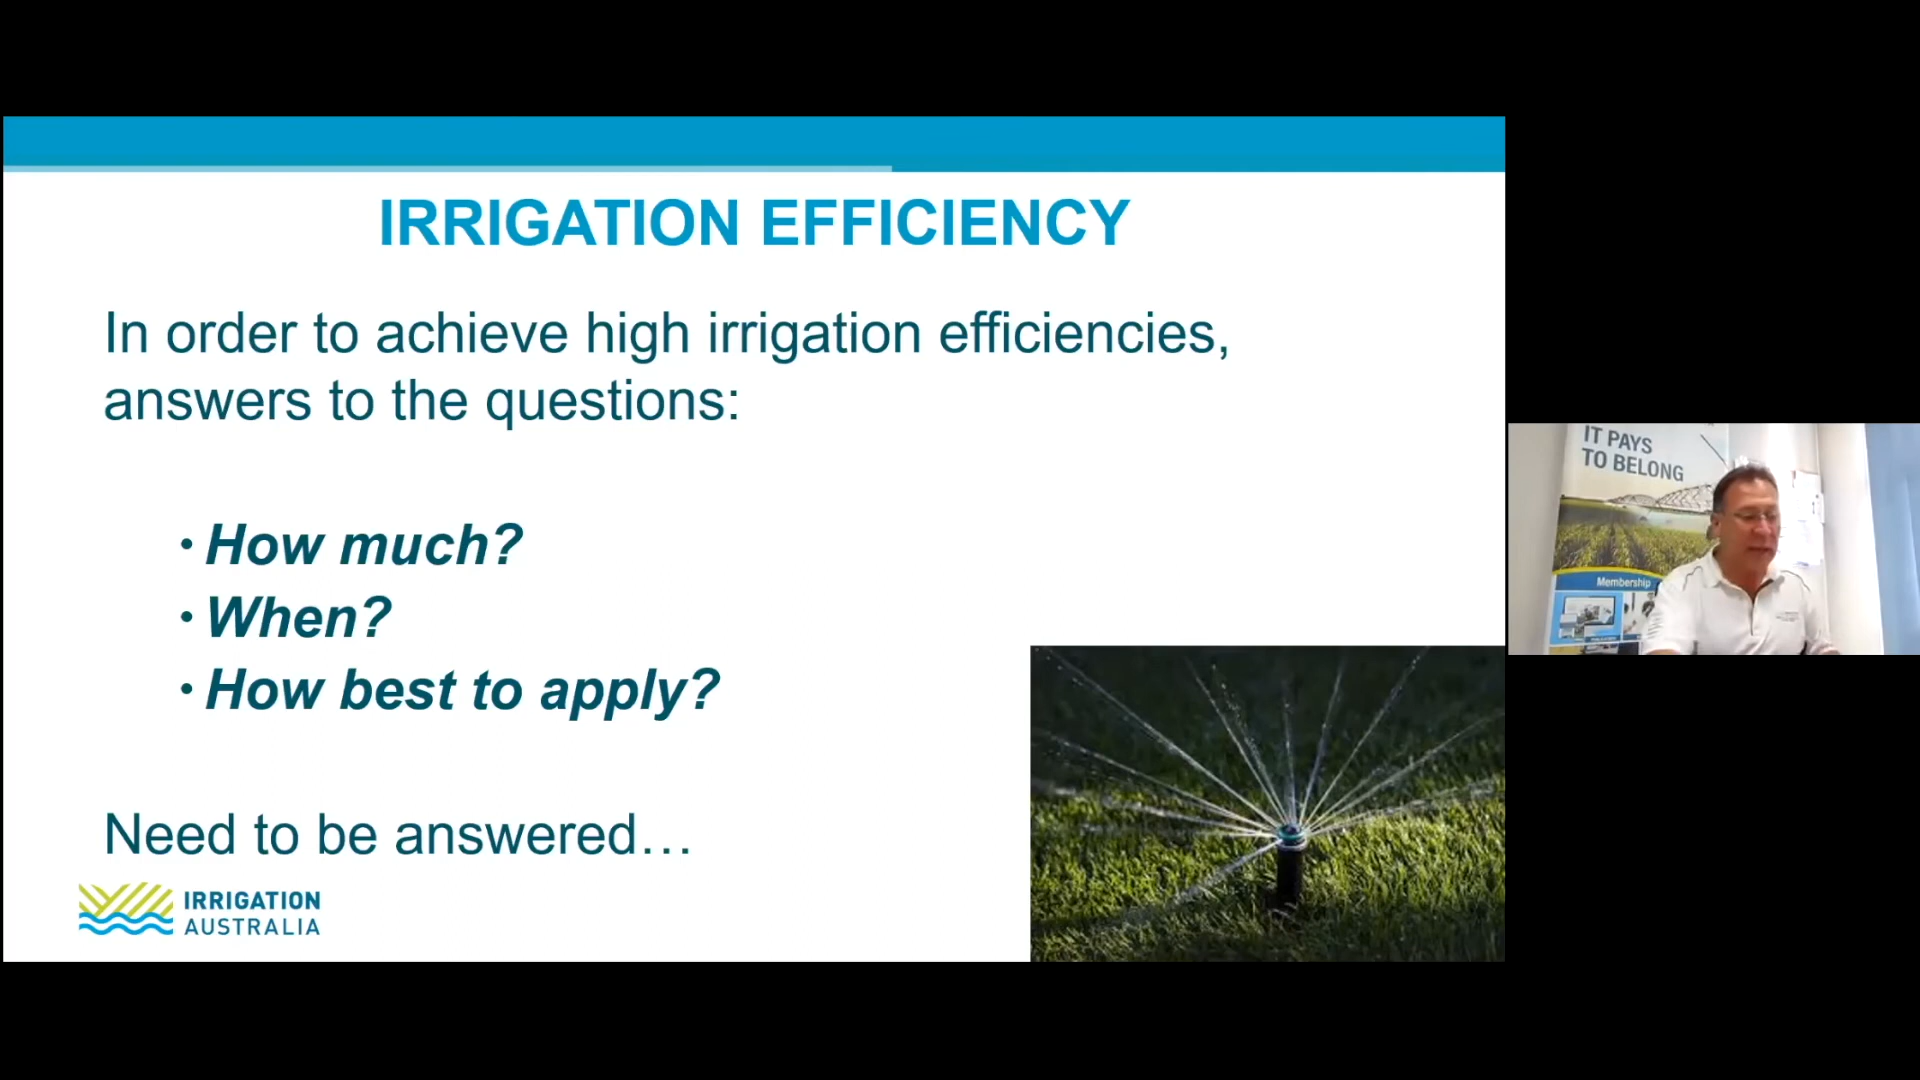 IRRIGATION EFFICIENCY
In order to achieve high irrigation efficiencies,
answers to the questions:
• How much?
• When?
• How best to apply?
Need to be answered…
IRRIGATION
AUSTRALIA
IT PAYS
TO BELONG
Membership